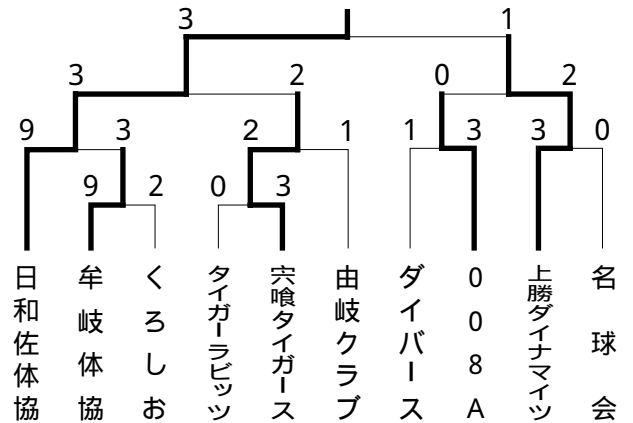 3 1
3 2 0 2
9 3 2 1 1 3 3 0
9 2 0 3
日和佐体協
牟岐体協
くろしお
タイガーラビッツ
宍喰タイガース
由岐クラブ
ダイバース
008A
上勝ダイナマイツ
名球会